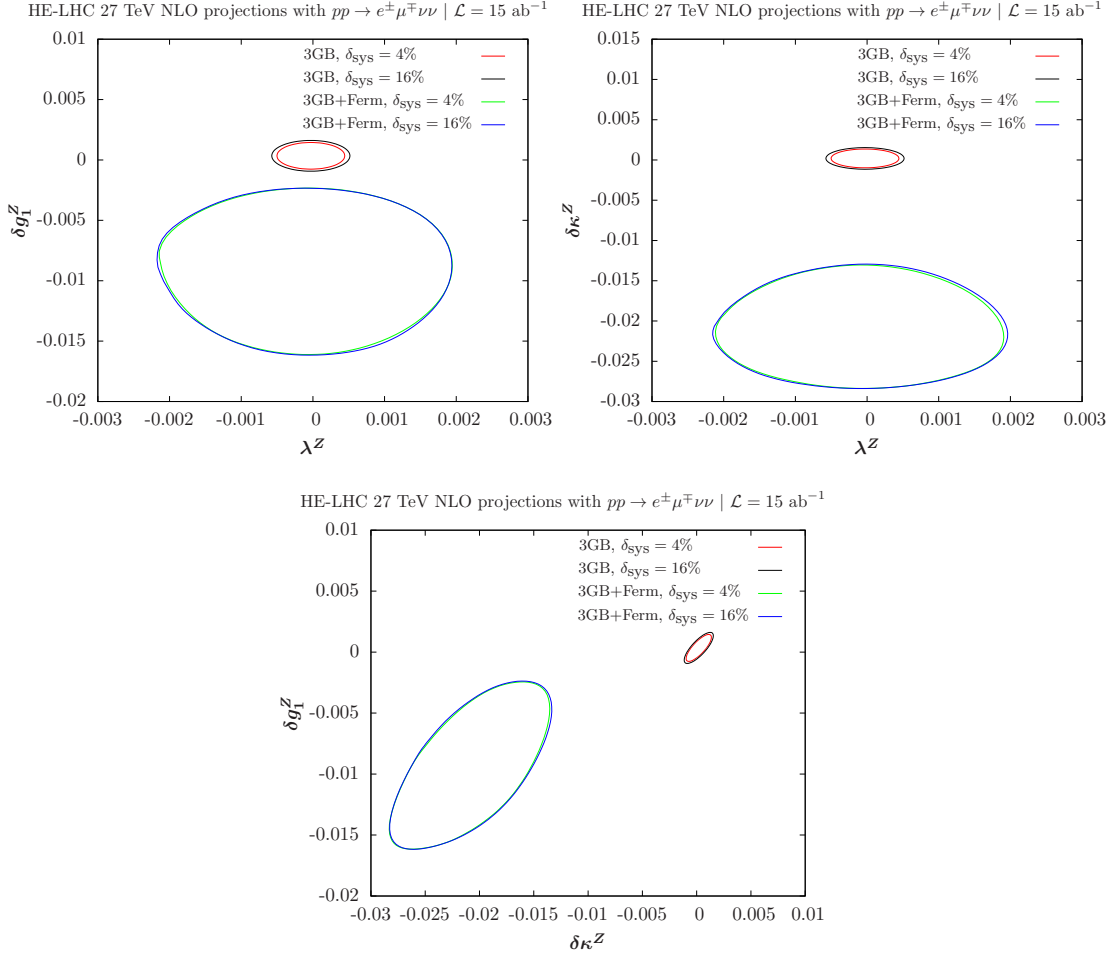 HE-LHC 27 TeV NLO projections with pp → e±μ∓νν | ℒ = 15 ab⁻¹
0.01
0.005
0
-0.005
-0.01
-0.015
-0.02
-0.003
-0.002
-0.001
0
0.001
0.002
0.003
δg₁ᶻ
λᶻ
3GB, δsys = 4%
3GB, δsys = 16%
3GB+Ferm, δsys = 4%
3GB+Ferm, δsys = 16%
HE-LHC 27 TeV NLO projections with pp → e±μ∓νν | ℒ = 15 ab⁻¹
0.015
0.01
0.005
0
-0.005
-0.01
-0.015
-0.02
-0.025
-0.03
-0.003
-0.002
-0.001
0
0.001
0.002
0.003
δκᶻ
λᶻ
3GB, δsys = 4%
3GB, δsys = 16%
3GB+Ferm, δsys = 4%
3GB+Ferm, δsys = 16%
HE-LHC 27 TeV NLO projections with pp → e±μ∓νν | ℒ = 15 ab⁻¹
0.01
0.005
0
-0.005
-0.01
-0.015
-0.02
-0.03
-0.025
-0.02
-0.015
-0.01
-0.005
0
0.005
0.01
δg₁ᶻ
δκᶻ
3GB, δsys = 4%
3GB, δsys = 16%
3GB+Ferm, δsys = 4%
3GB+Ferm, δsys = 16%